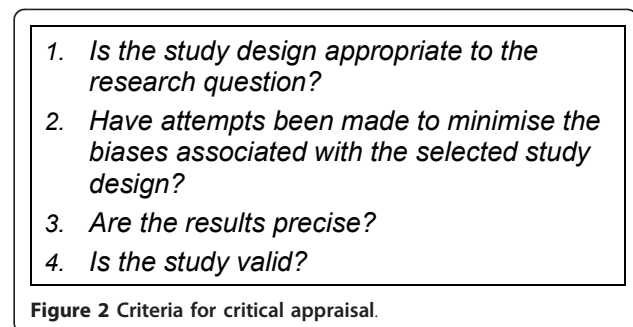 1. Is the study design appropriate to the
research question?
2. Have attempts been made to minimise the
biases associated with the selected study
design?
3. Are the results precise?
4. Is the study valid?
Figure 2 Criteria for critical appraisal.